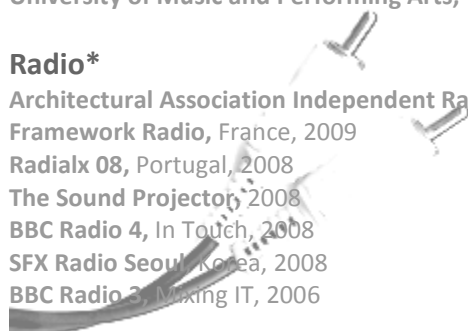 University of Music and Performing Arts,
Radio*
Architectural Association Independent Ra
Framework Radio, France, 2009
Radialx 08, Portugal, 2008
The Sound Projector, 2008
BBC Radio 4, In Touch, 2008
SFX Radio Seoul, Korea, 2008
BBC Radio 3, Mixing IT, 2006